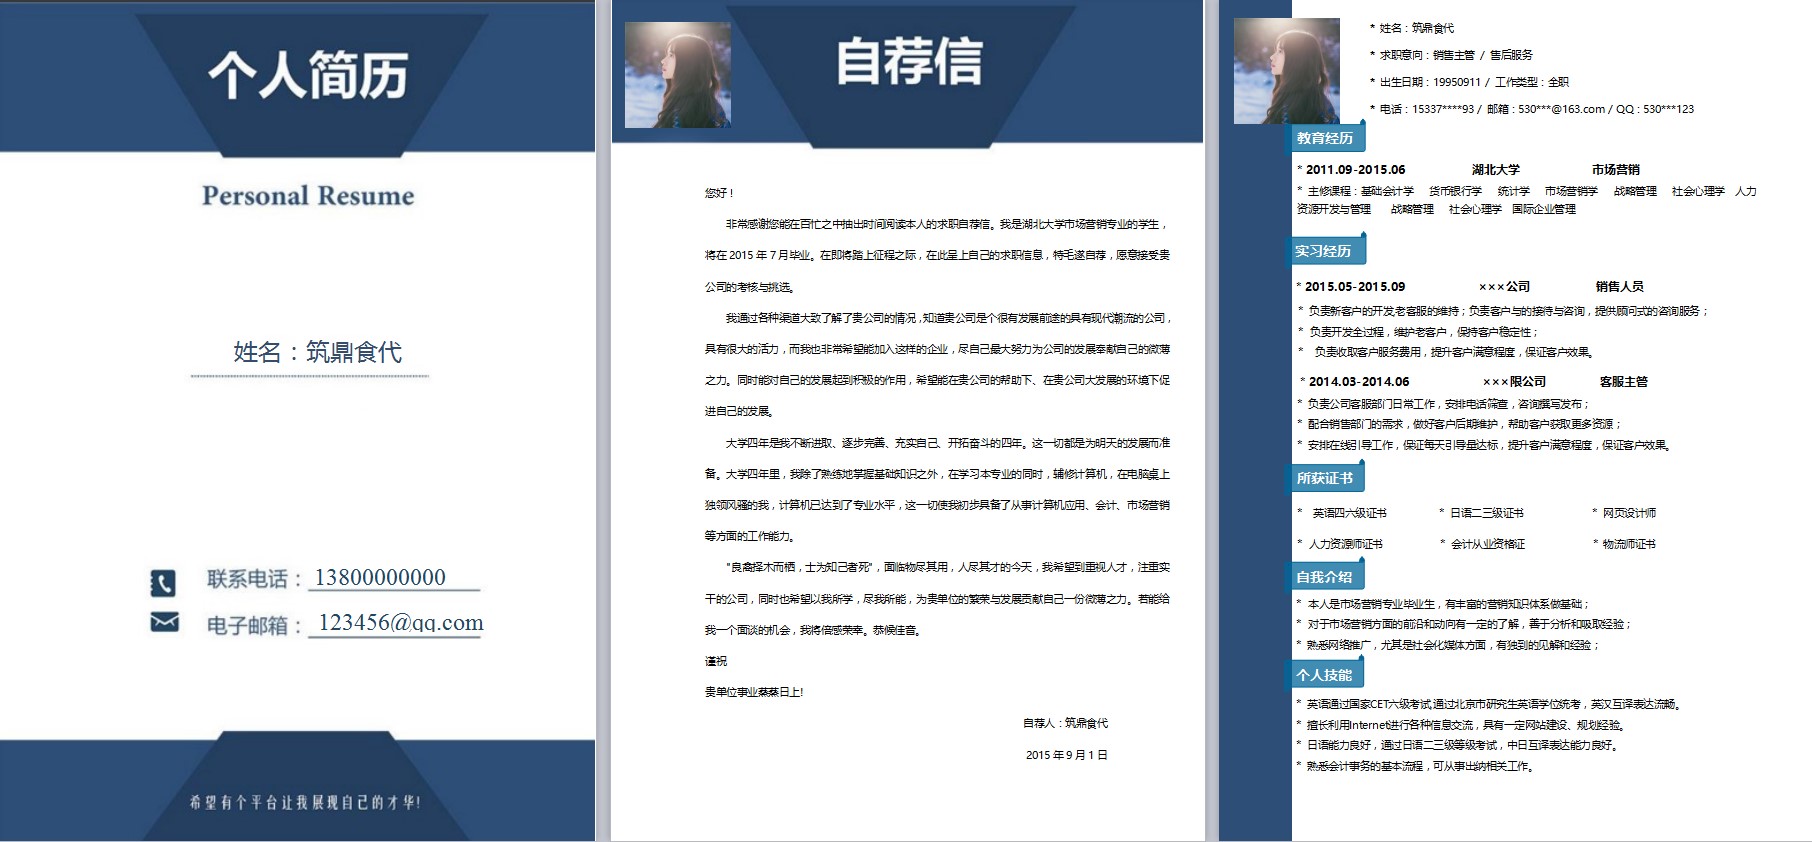 个人简历
Personal Resume
姓名：筑鼎食代
联系电话： 13800000000
电子邮箱： 123456@qq.com
希望有个平台让我展现自己的才华!
自荐信
您好！
非常感谢您能在百忙之中抽出时间阅读本人的求职自荐信。我是湖北大学市场营销专业的学生，
将在 2015 年 7 月毕业。在即将踏上征程之际，在此呈上自己的求职信息，特毛遂自荐，愿意接受贵
公司的考核与挑选。
我通过各种渠道大致了解了贵公司的情况，知道贵公司是个很有发展前途的具有现代潮流的公司，
具有很大的活力，而我也非常希望能加入这样的企业，尽自己最大努力为公司的发展奉献自己的微薄
之力。同时能对自己的发展起到积极的作用，希望能在贵公司的帮助下、在贵公司大发展的环境下促
进自己的发展。
大学四年是我不断进取、逐步完善、充实自己、开拓奋斗的四年。这一切都是为明天的发展而准
备。大学四年里，我除了熟练地掌握基础知识之外，在学习本专业的同时，辅修计算机，在电脑桌上
独领风骚的我，计算机已达到了专业水平，这一切使我初步具备了从事计算机应用、会计、市场营销
等方面的工作能力。
"良禽择木而栖，士为知己者死"，面临物尽其用，人尽其才的今天，我希望到重视人才，注重实
干的公司，同时也希望以我所学，尽我所能，为贵单位的繁荣与发展贡献自己一份微薄之力。若能给
我一个面谈的机会，我将倍感荣幸。恭候佳音。
谨祝
贵单位事业蒸蒸日上!
自荐人：筑鼎食代
2015 年 9 月 1 日
* 姓名：筑鼎食代
* 求职意向：销售主管 / 售后服务
* 出生日期：19950911 / 工作类型：全职
* 电话：15337****93 / 邮箱：530***@163.com / QQ：530***123
教育经历
* 2011.09-2015.06 湖北大学 市场营销
* 主修课程：基础会计学 货币银行学 统计学 市场营销学 战略管理 社会心理学 人力
资源开发与管理 战略管理 社会心理学 国际企业管理
实习经历
* 2015.05-2015.09 ×××公司 销售人员
* 负责新客户的开发,老客服的维持；负责客户与的接待与咨询，提供顾问式的咨询服务；
* 负责开发全过程，维护老客户，保持客户稳定性；
* 负责收取客户服务费用，提升客户满意程度，保证客户效果。
* 2014.03-2014.06 ×××限公司 客服主管
* 负责公司客服部门日常工作，安排电话筛查，咨询撰写发布；
* 配合销售部门的需求，做好客户后期维护，帮助客户获取更多资源；
* 安排在线引导工作，保证每天引导量达标，提升客户满意程度，保证客户效果。
所获证书
* 英语四六级证书 * 日语二三级证书 * 网页设计师
* 人力资源师证书 * 会计从业资格证 * 物流师证书
自我介绍
* 本人是市场营销专业毕业生，有丰富的营销知识体系做基础；
* 对于市场营销方面的前沿和动向有一定的了解，善于分析和吸取经验；
* 熟悉网络推广，尤其是社会化媒体方面，有独到的见解和经验；
个人技能
* 英语通过国家CET六级考试,通过北京市研究生英语学位统考，英汉互译表达流畅。
* 擅长利用Internet进行各种信息交流，具有一定网站建设、规划经验。
* 日语能力良好，通过日语二三级等级考试，中日互译表达能力良好。
* 熟悉会计事务的基本流程，可从事出纳相关工作。